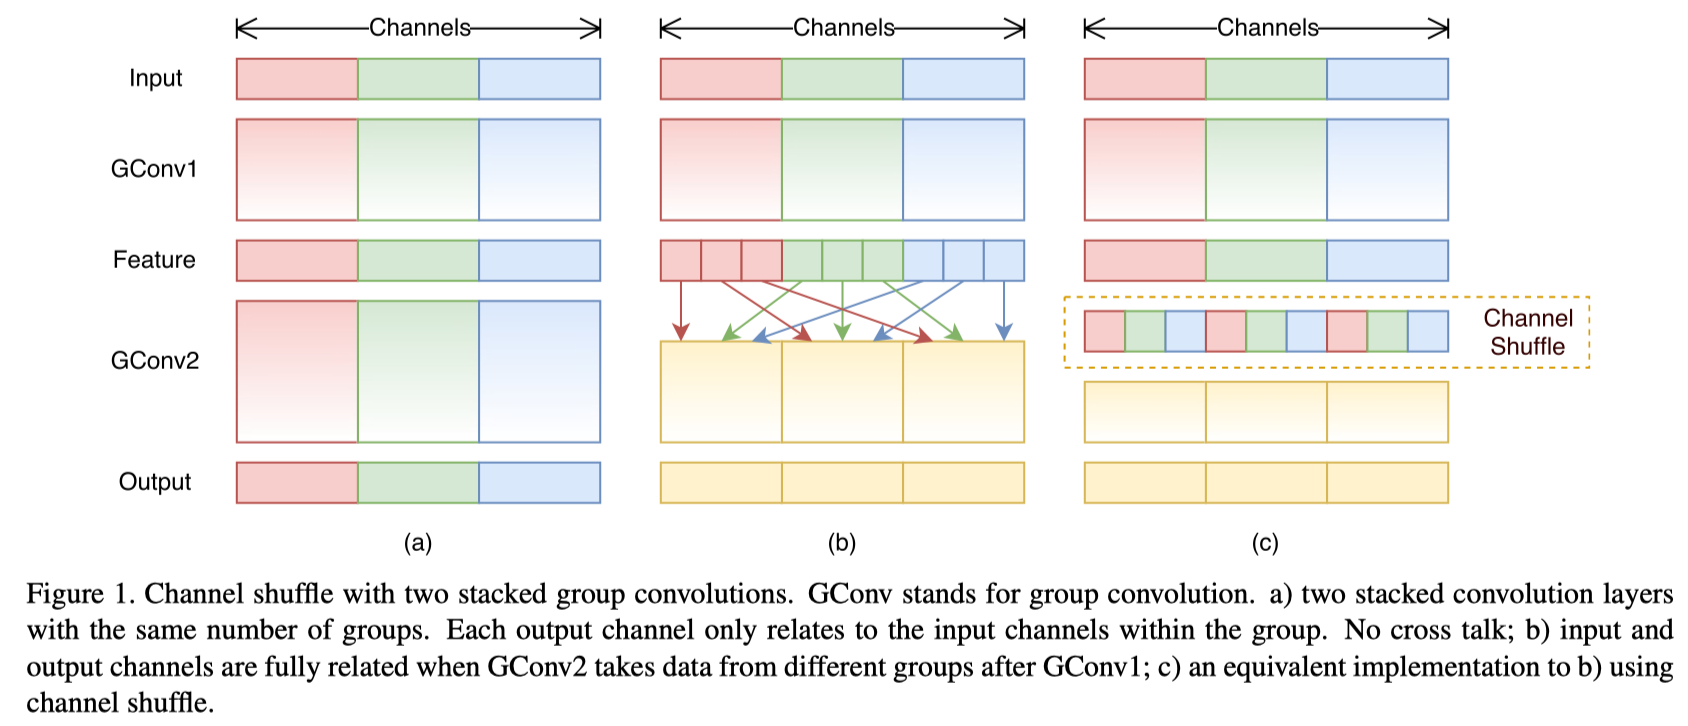 Channels Channels Channels
Input
GConv1
Feature
Channel
Shuffle
GConv2
Output
(a) (b) (c)
Figure 1. Channel shuffle with two stacked group convolutions. GConv stands for group convolution. a) two stacked convolution layers
with the same number of groups. Each output channel only relates to the input channels within the group. No cross talk; b) input and
output channels are fully related when GConv2 takes data from different groups after GConv1; c) an equivalent implementation to b) using
channel shuffle.